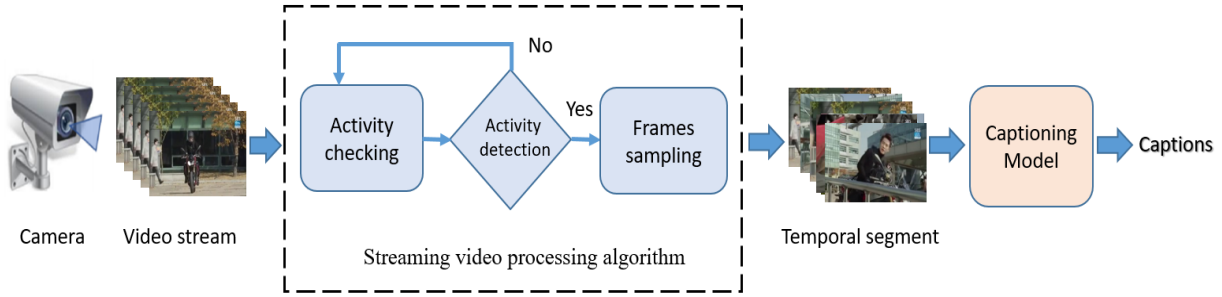 No
Activity
checking
Activity
detection
Yes
Frames
sampling
Captioning
Model
Captions
Camera
Video stream
Temporal segment
Streaming video processing algorithm